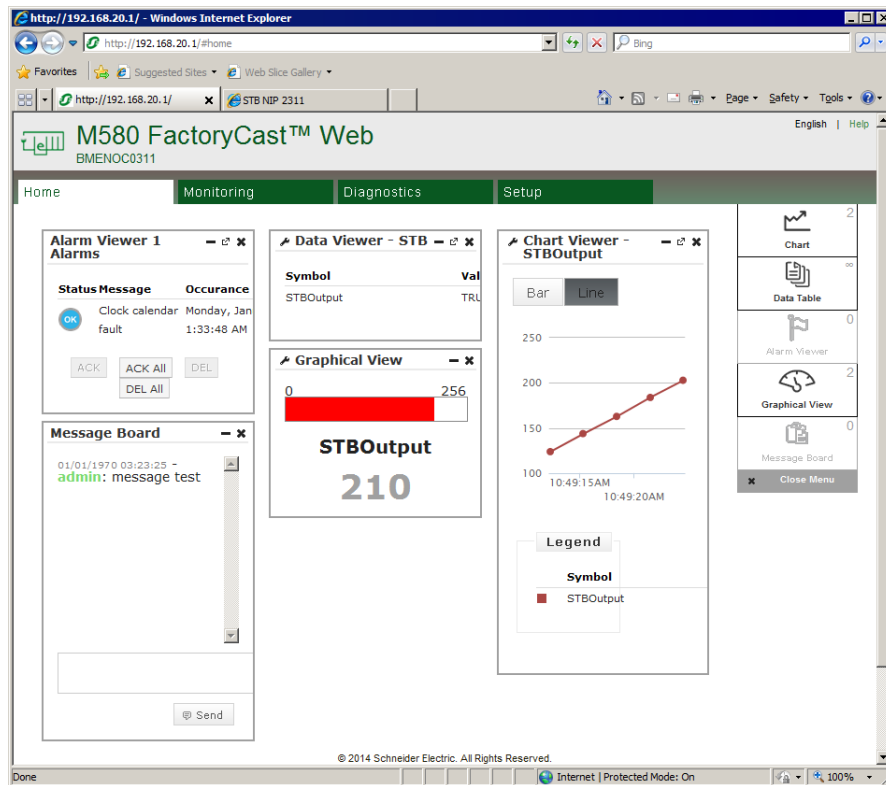 http://192.168.20.1/ - Windows Internet Explorer
http://192.168.20.1/#home
Bing
Favorites
Suggested Sites
Web Slice Gallery
http://192.168.20.1/
STB NIP 2311
Page
Safety
Tools
English | Help
M580 FactoryCast™ Web
BMENOC0311
Home
Monitoring
Diagnostics
Setup
Alarm Viewer 1
Alarms
Status Message Occurance
OK
Clock calendar Monday, Jan
fault 1:33:48 AM
ACK
ACK All
DEL
DEL All
Message Board
01/01/1970 03:23:25 -
admin: message test
Send
Data Viewer - STB
Symbol Val
STBOutput TRU
Graphical View
0 256
STBOutput
210
Chart Viewer -
STBOutput
Bar
Line
250
200
150
100
10:49:15AM
10:49:20AM
Legend
Symbol
STBOutput
2
Chart
∞
Data Table
0
Alarm Viewer
2
Graphical View
0
Message Board
Close Menu
© 2014 Schneider Electric. All Rights Reserved.
Done
Internet | Protected Mode: On
100%